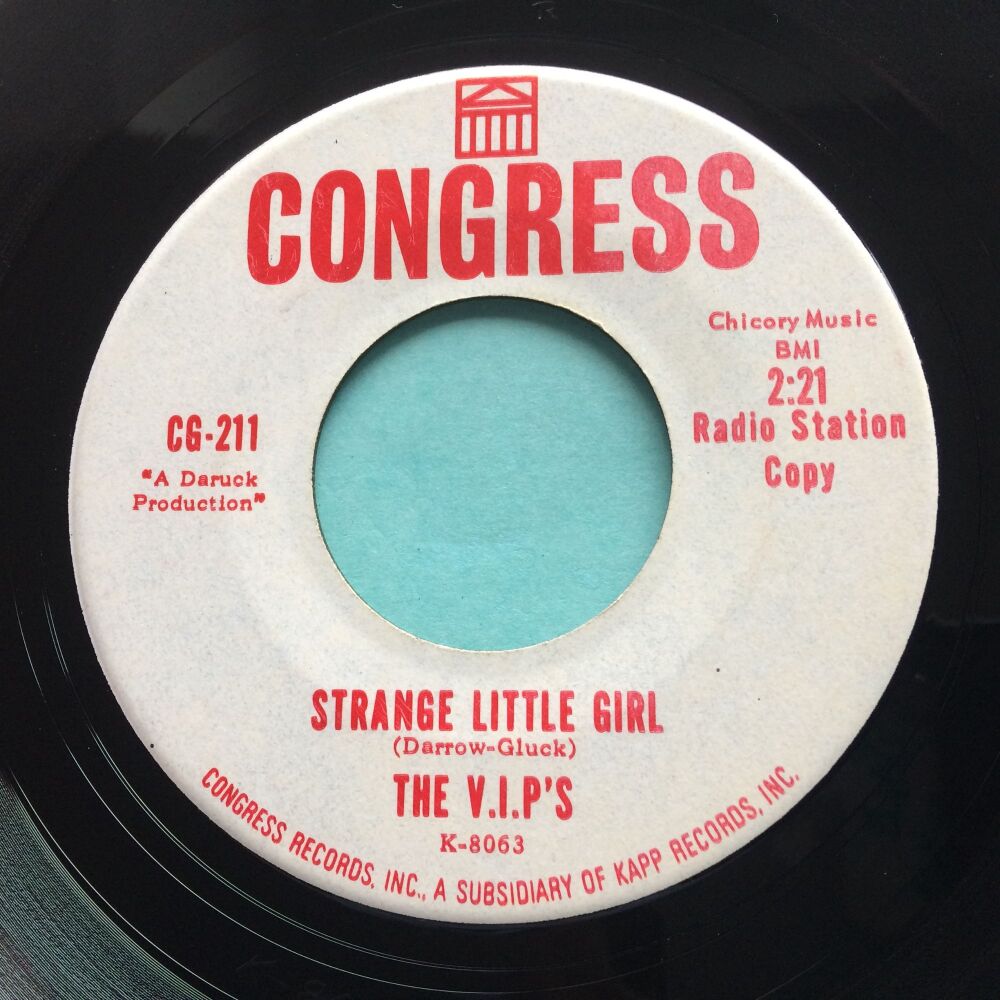 CONGRESS
Chicory Music
BMI
2:21
Radio Station
Copy
CG-211
"A Daruck
Production"
STRANGE LITTLE GIRL
(Darrow-Gluck)
THE V.I.P'S
K-8063
CONGRESS RECORDS, INC., A SUBSIDIARY OF KAPP RECORDS, INC.